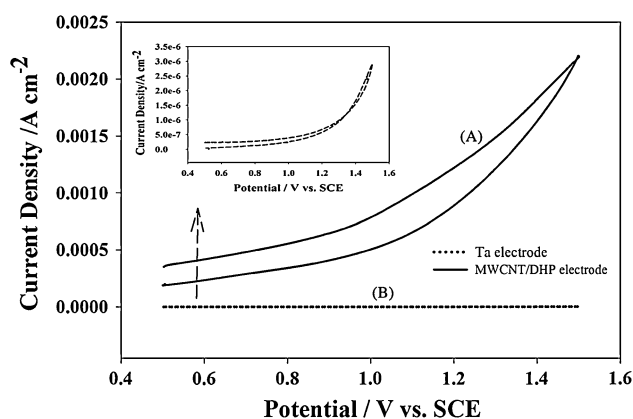 0.0025
0.0020
0.0015
0.0010
0.0005
0.0000
Current Density /A cm⁻²
3.5e-6
3.0e-6
2.5e-6
2.0e-6
1.5e-6
1.0e-6
5.0e-7
0.0
Current Density/A cm⁻²
0.4 0.6 0.8 1.0 1.2 1.4 1.6
Potential / V vs. SCE
(A)
Ta electrode
MWCNT/DHP electrode
(B)
0.4 0.6 0.8 1.0 1.2 1.4 1.6
Potential / V vs. SCE